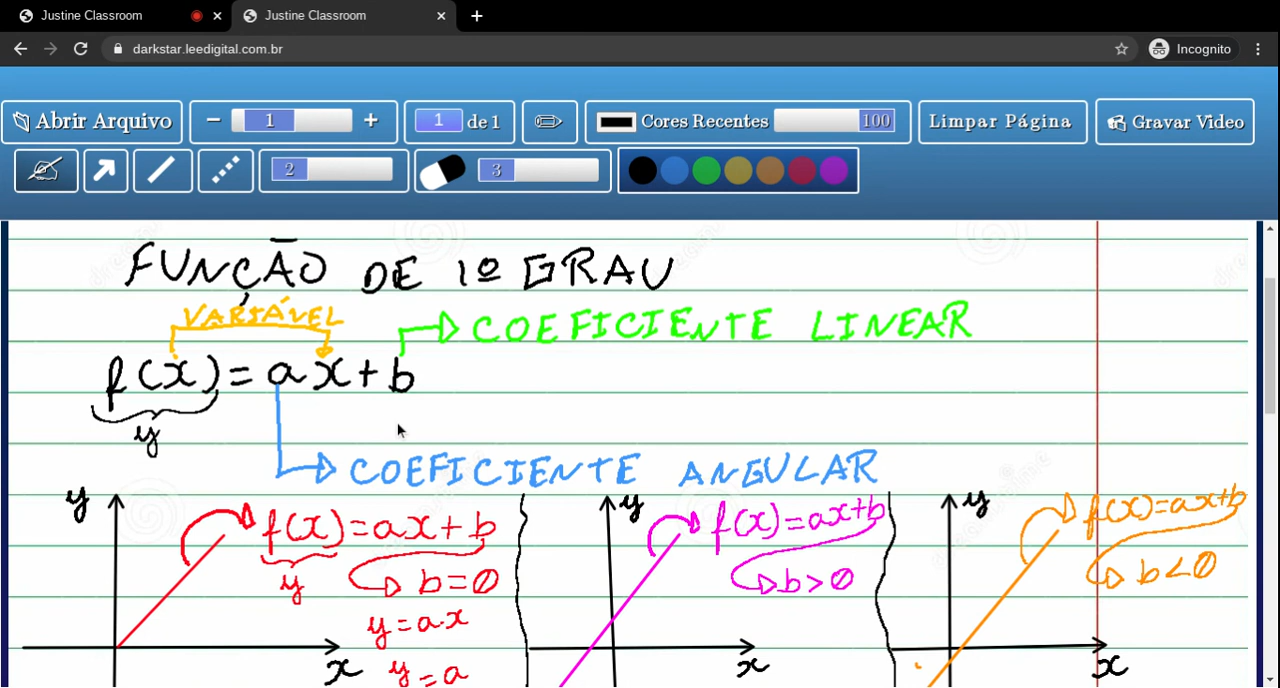 Justine Classroom
Justine Classroom
darkstar.leedigital.com.br
Incognito
Abrir Arquivo
− 1 +
1 de 1
Cores Recentes 100
Limpar Página
Gravar Video
2
3
FUNÇÃO DE 1º GRAU
VARIÁVEL
COEFICIENTE LINEAR
f(x) = ax + b
y
COEFICIENTE ANGULAR
y
f(x) = ax + b
y
b = 0
y = a.x
y = a
x
y
f(x) = ax+b
b > 0
x
y
f(x) = ax+b
b < 0
x